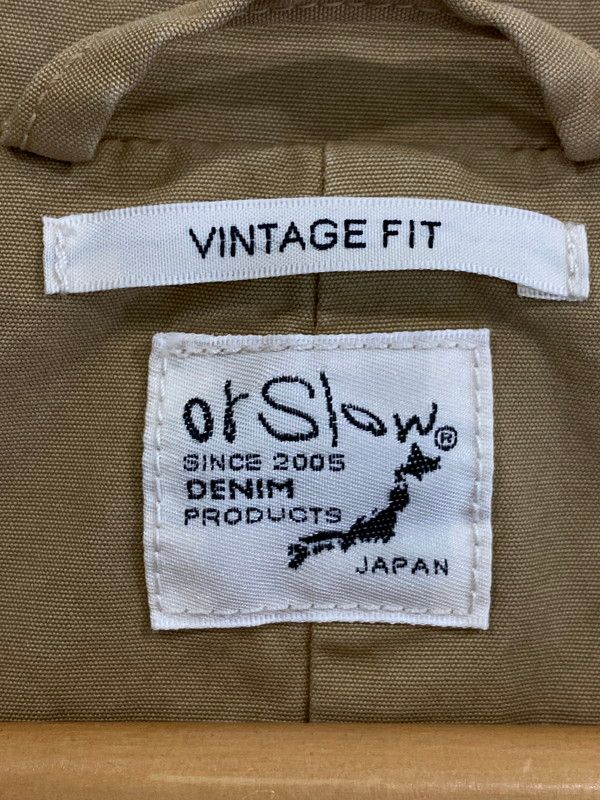 VINTAGE FIT
orSlow®
SINCE 2005
DENIM
PRODUCTS
JAPAN